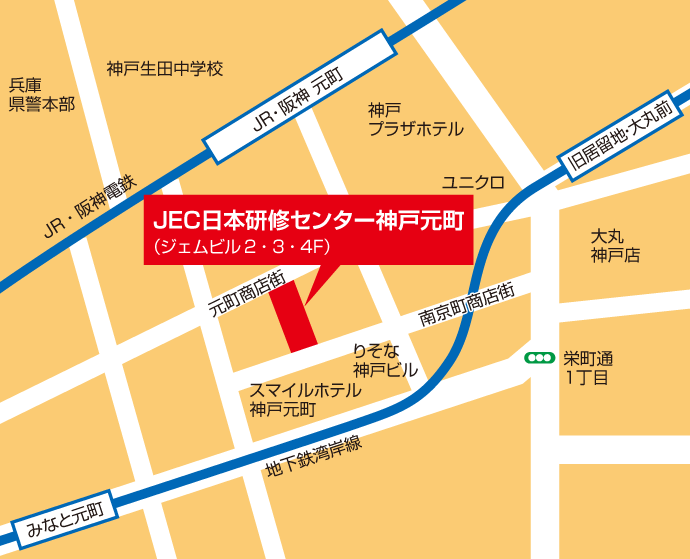 神戸生田中学校
兵庫
県警本部
JR・阪神 元町
神戸
プラザホテル
旧居留地・大丸前
ユニクロ
JR・阪神電鉄
JEC日本研修センター神戸元町
（ジェムビル2・3・4F）
大丸
神戸店
元町商店街
南京町商店街
りそな
神戸ビル
栄町通
1丁目
スマイルホテル
神戸元町
地下鉄湾岸線
みなと元町